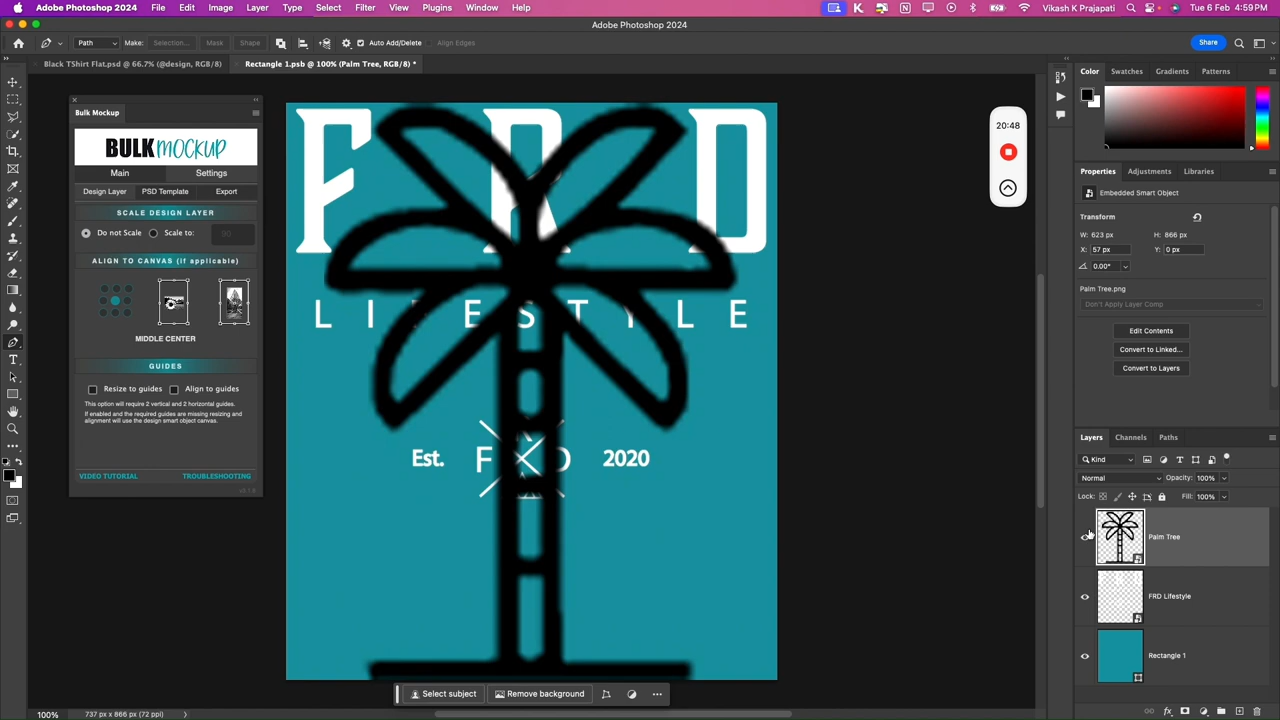 Adobe Photoshop 2024 File Edit Image Layer Type Select Filter View Plugins Window Help Vikash K Prajapati Tue 6 Feb 4:59 PM
Adobe Photoshop 2024
Path Make: Selection... Mask Shape Auto Add/Delete Align Edges Share
Black TShirt Flat.psd @ 66.7% (@design, RGB/8) Rectangle 1.psb @ 100% (Palm Tree, RGB/8) *
Bulk Mockup
BULK MOCKUP
Main Settings
Design Layer PSD Template Export
SCALE DESIGN LAYER
Do not Scale Scale to:
ALIGN TO CANVAS (if applicable)
MIDDLE CENTER
GUIDES
Resize to guides Align to guides
This option will require 2 vertical and 2 horizontal guides.
If enabled and the required guides are missing resizing and
alignment will use the design smart object canvas.
VIDEO TUTORIAL TROUBLESHOOTING
FRD
LIFESTYLE
Est. FRD 2020
20:48
Select subject Remove background
Color Swatches Gradients Patterns
Properties Adjustments Libraries
Embedded Smart Object
Transform
W: 623 px H: 866 px
X: 57 px Y: 0 px
0.00°
Palm Tree.png
Don't Apply Layer Comp
Edit Contents
Convert to Linked...
Convert to Layers
Layers Channels Paths
Kind
Normal Opacity: 100%
Lock: Fill: 100%
Palm Tree
FRD Lifestyle
Rectangle 1
100% 737 px x 866 px (72 ppi)